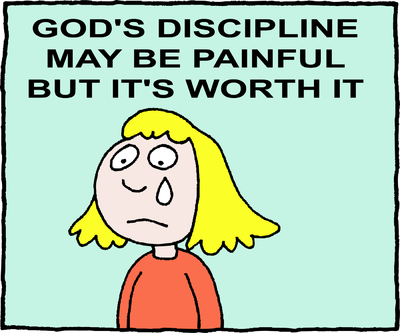 GOD'S DISCIPLINE
MAY BE PAINFUL
BUT IT'S WORTH IT